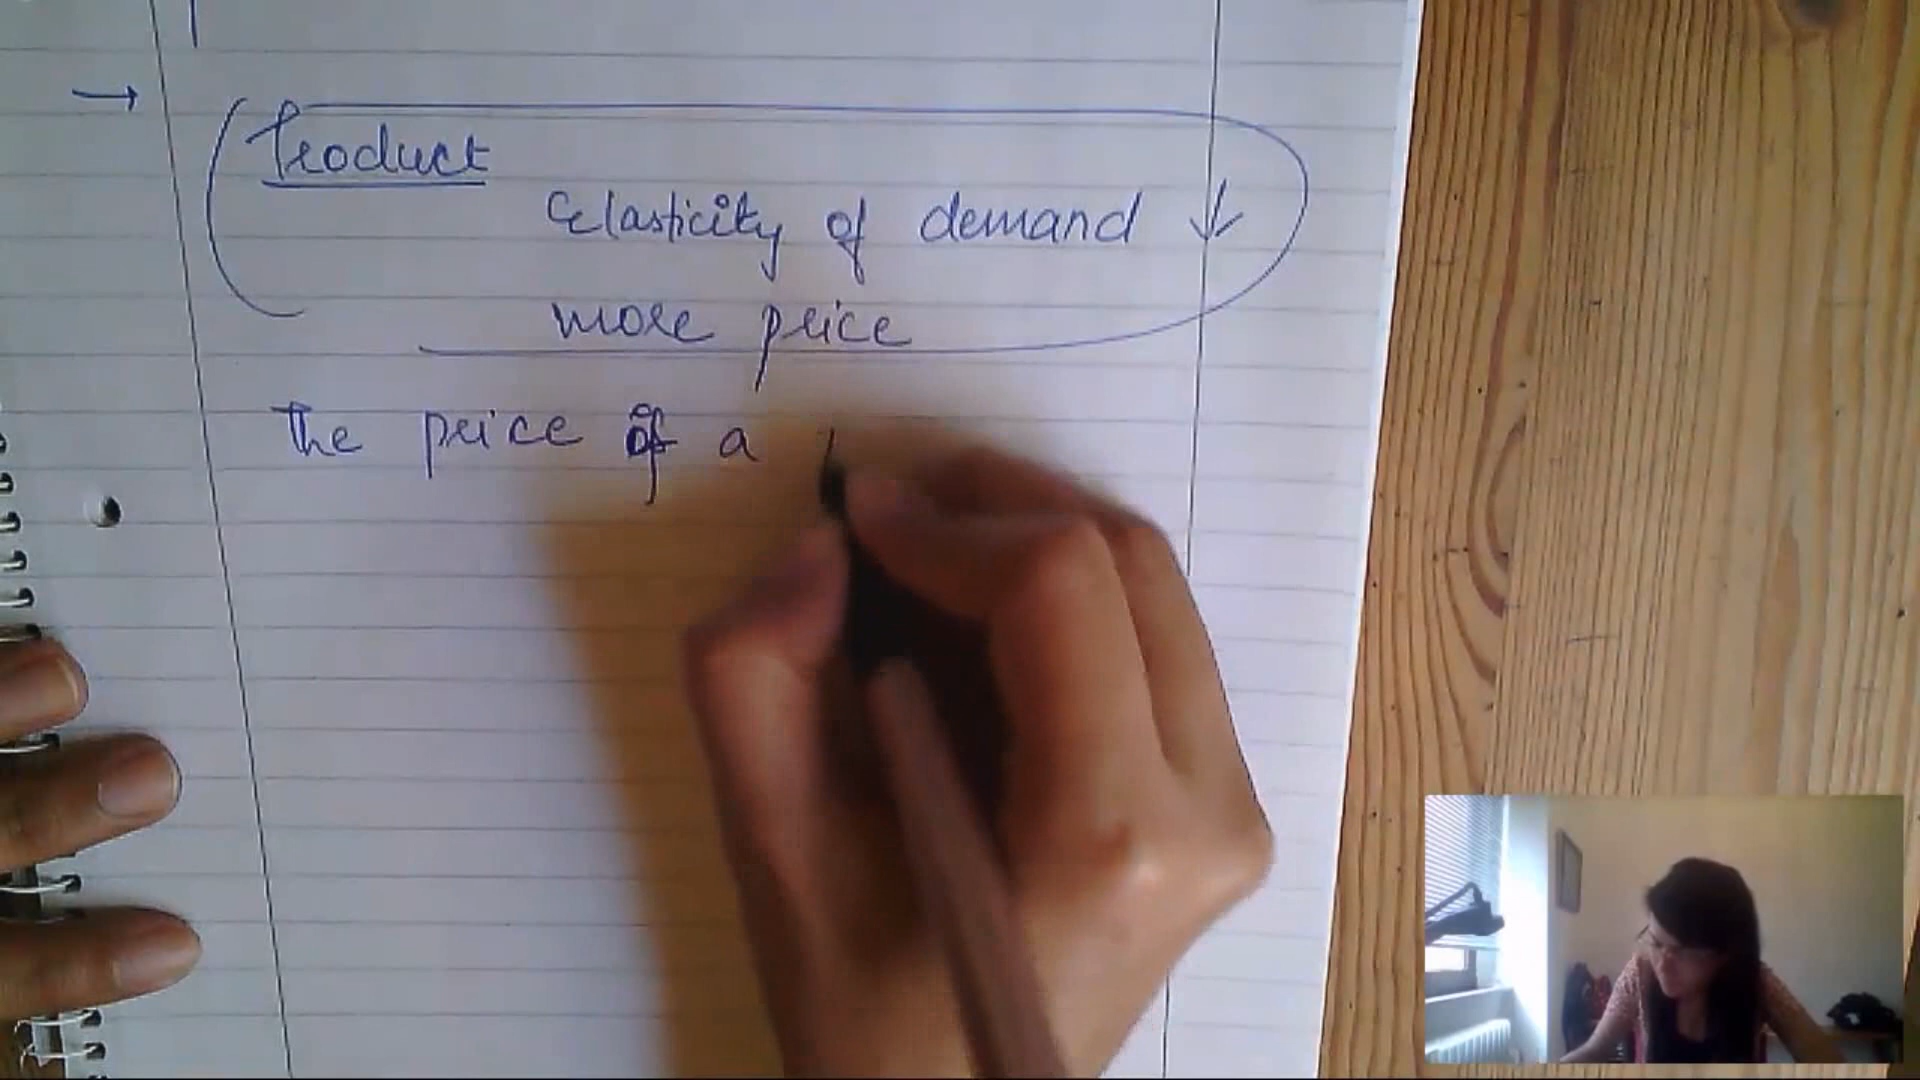 →
Product
Elasticity of demand ↓
more price
The price of a